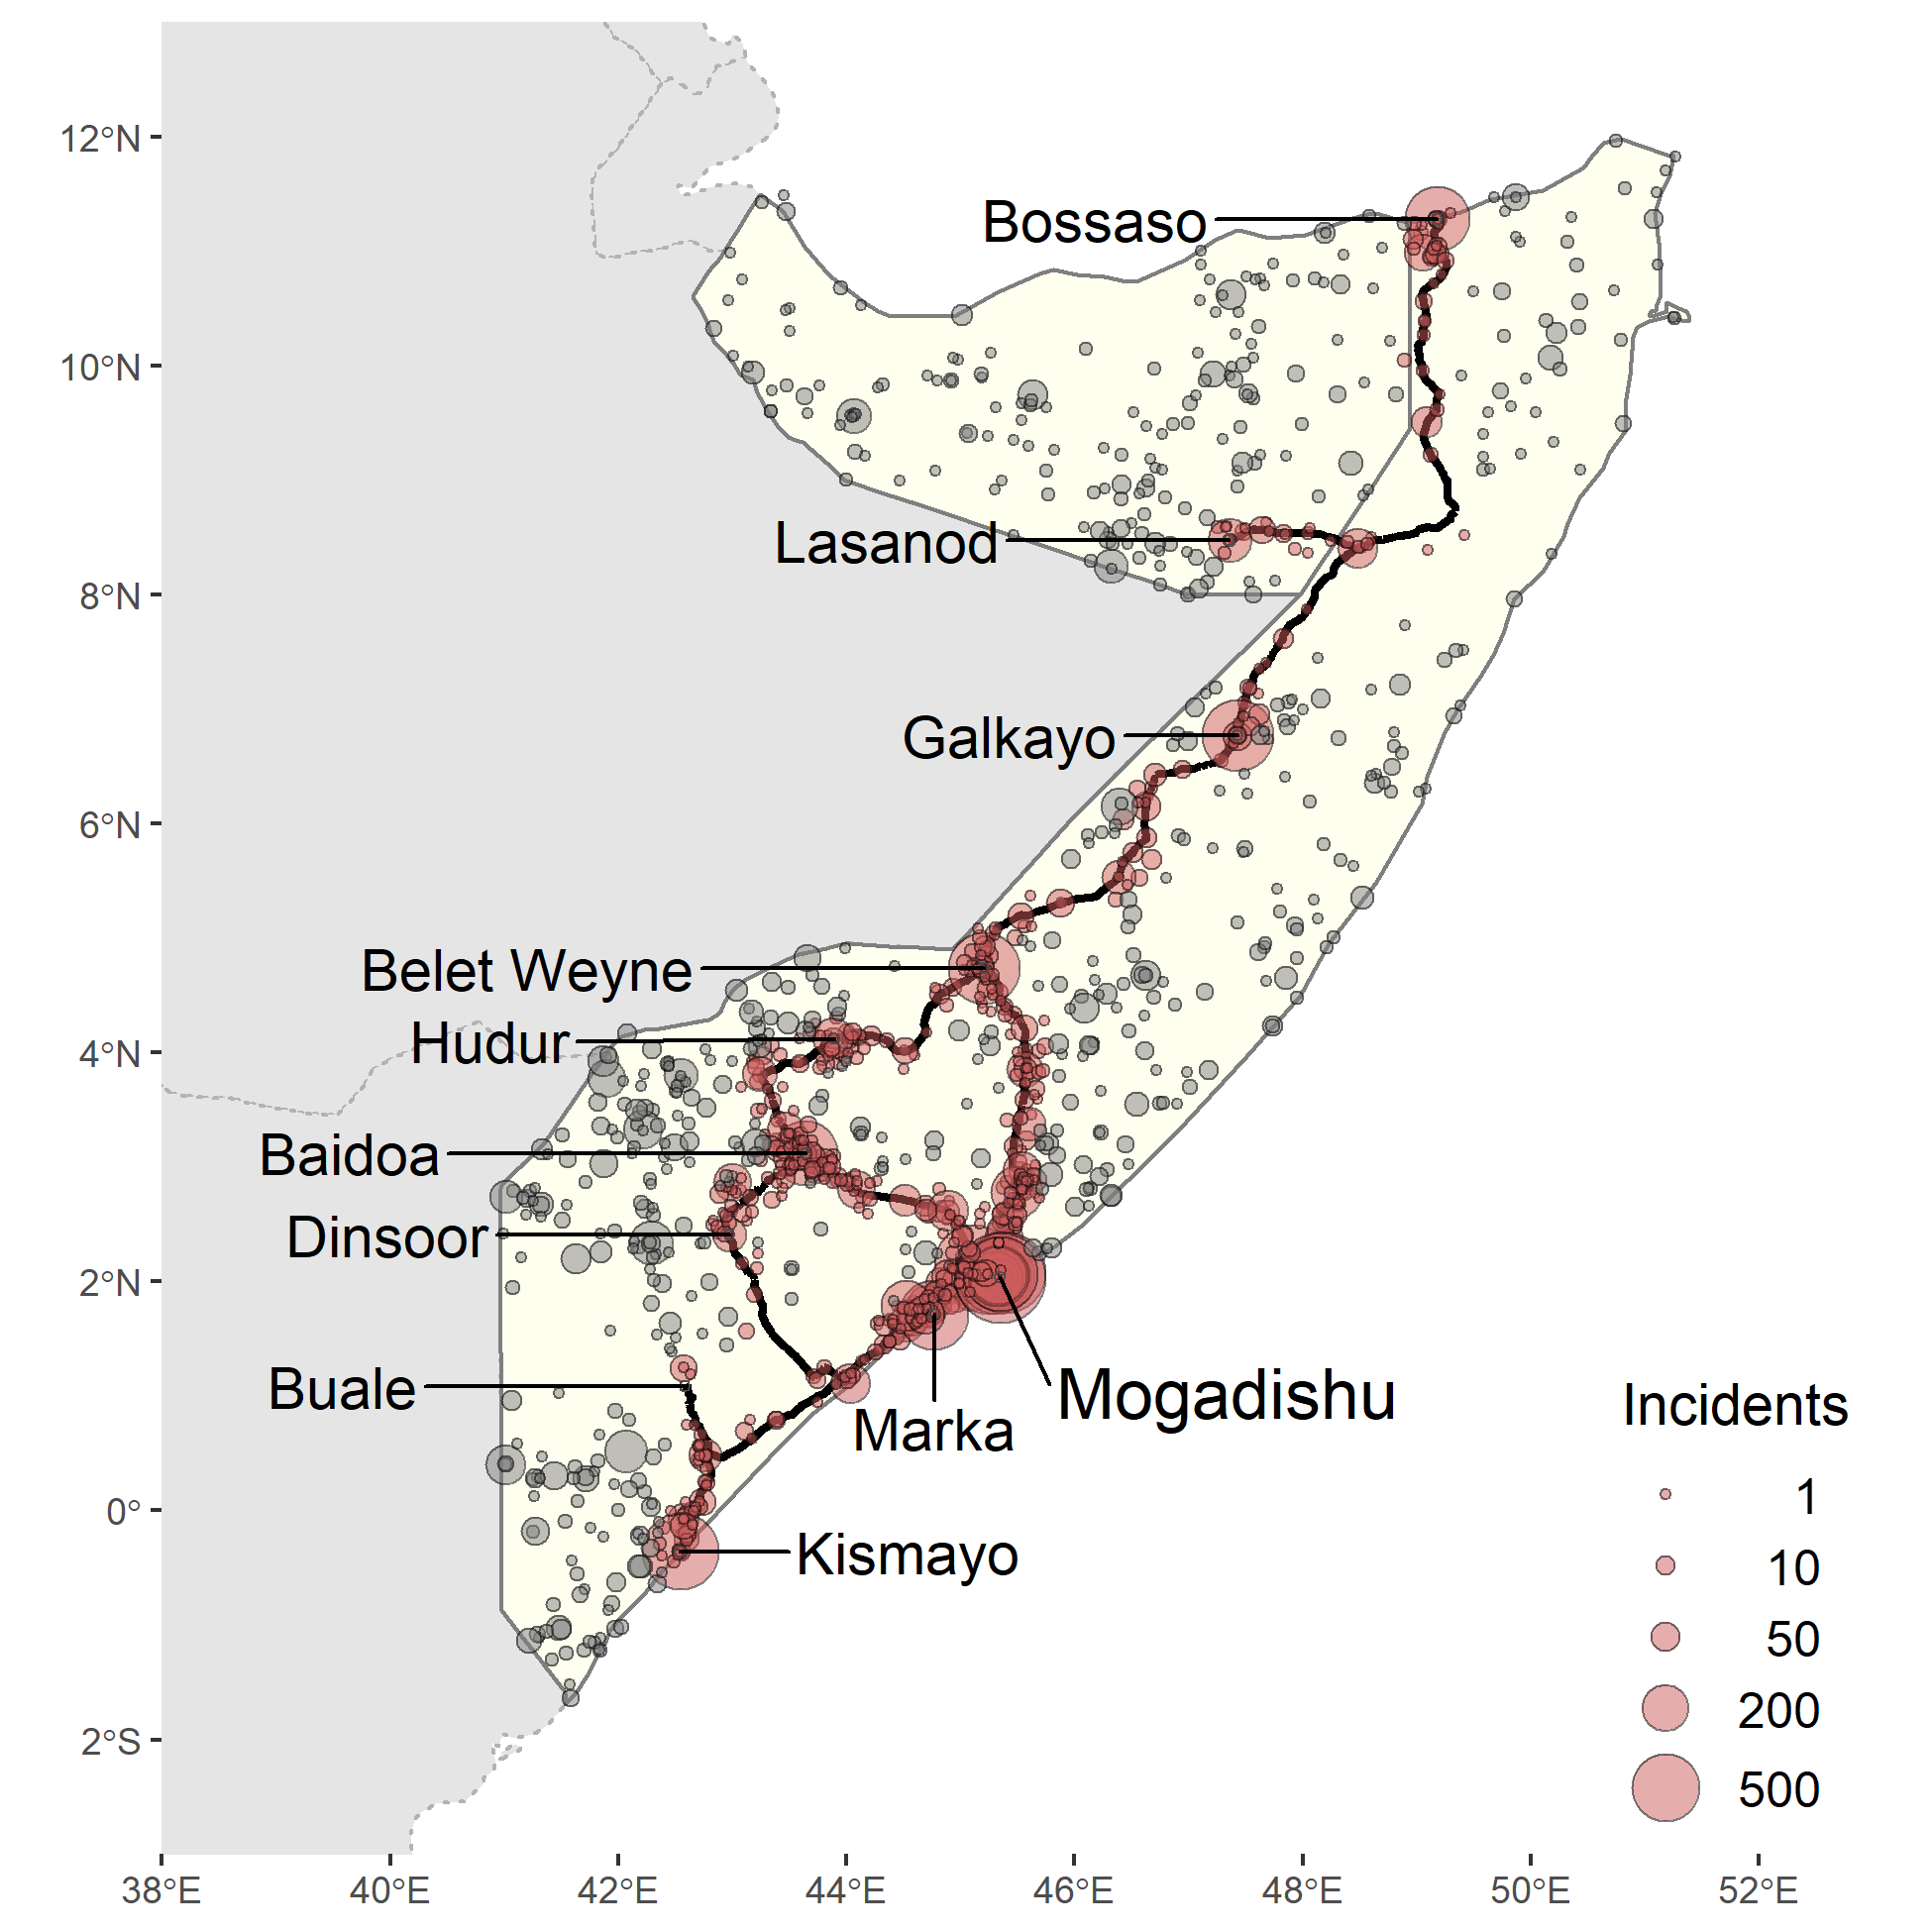 12°N
10°N
8°N
6°N
4°N
2°N
0°
2°S
38°E
40°E
42°E
44°E
46°E
48°E
50°E
52°E
Bossaso
Lasanod
Galkayo
Belet Weyne
Hudur
Baidoa
Dinsoor
Buale
Mogadishu
Marka
Kismayo
Incidents
1
10
50
200
500